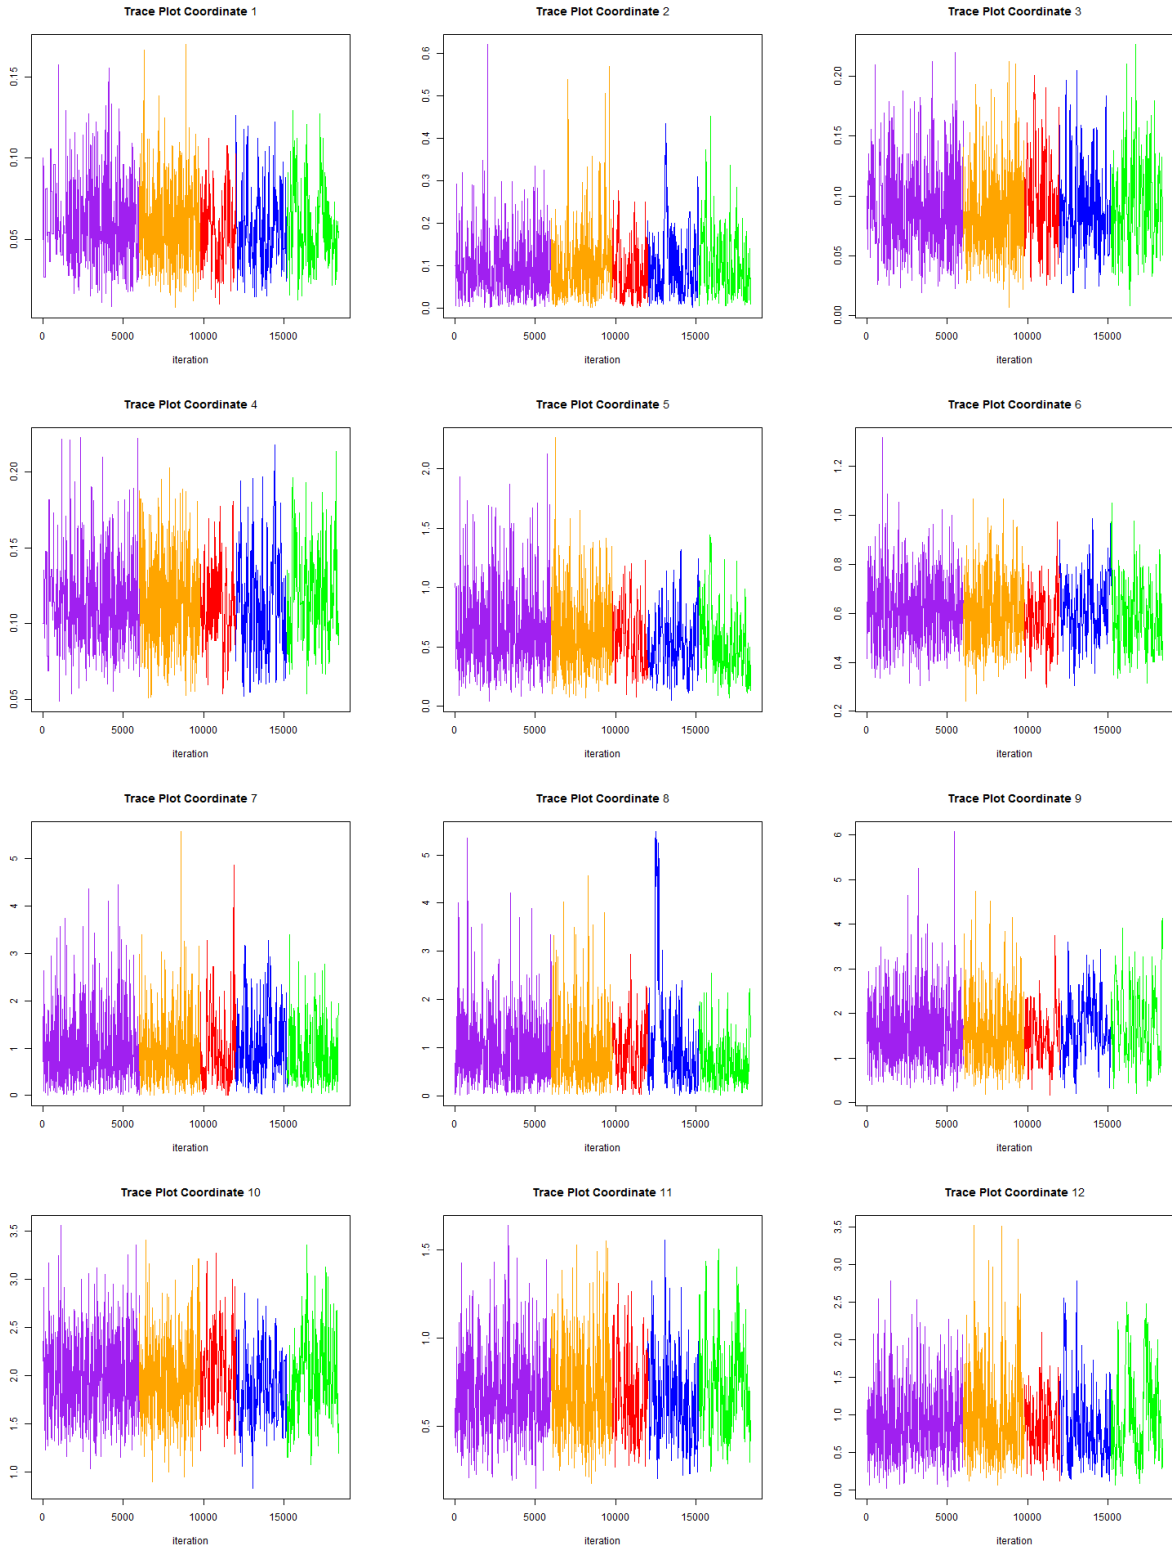 Trace Plot Coordinate 1
0.15
0.10
0.05
0 5000 10000 15000
iteration
Trace Plot Coordinate 2
0.6
0.5
0.4
0.3
0.2
0.1
0.0
0 5000 10000 15000
iteration
Trace Plot Coordinate 3
0.20
0.15
0.10
0.05
0.00
0 5000 10000 15000
iteration
Trace Plot Coordinate 4
0.20
0.15
0.10
0.05
0 5000 10000 15000
iteration
Trace Plot Coordinate 5
2.0
1.5
1.0
0.5
0.0
0 5000 10000 15000
iteration
Trace Plot Coordinate 6
1.2
1.0
0.8
0.6
0.4
0.2
0 5000 10000 15000
iteration
Trace Plot Coordinate 7
5
4
3
2
1
0
0 5000 10000 15000
iteration
Trace Plot Coordinate 8
5
4
3
2
1
0
0 5000 10000 15000
iteration
Trace Plot Coordinate 9
6
5
4
3
2
1
0
0 5000 10000 15000
iteration
Trace Plot Coordinate 10
3.5
3.0
2.5
2.0
1.5
1.0
0 5000 10000 15000
iteration
Trace Plot Coordinate 11
1.5
1.0
0.5
0 5000 10000 15000
iteration
Trace Plot Coordinate 12
3.5
3.0
2.5
2.0
1.5
1.0
0.5
0.0
0 5000 10000 15000
iteration